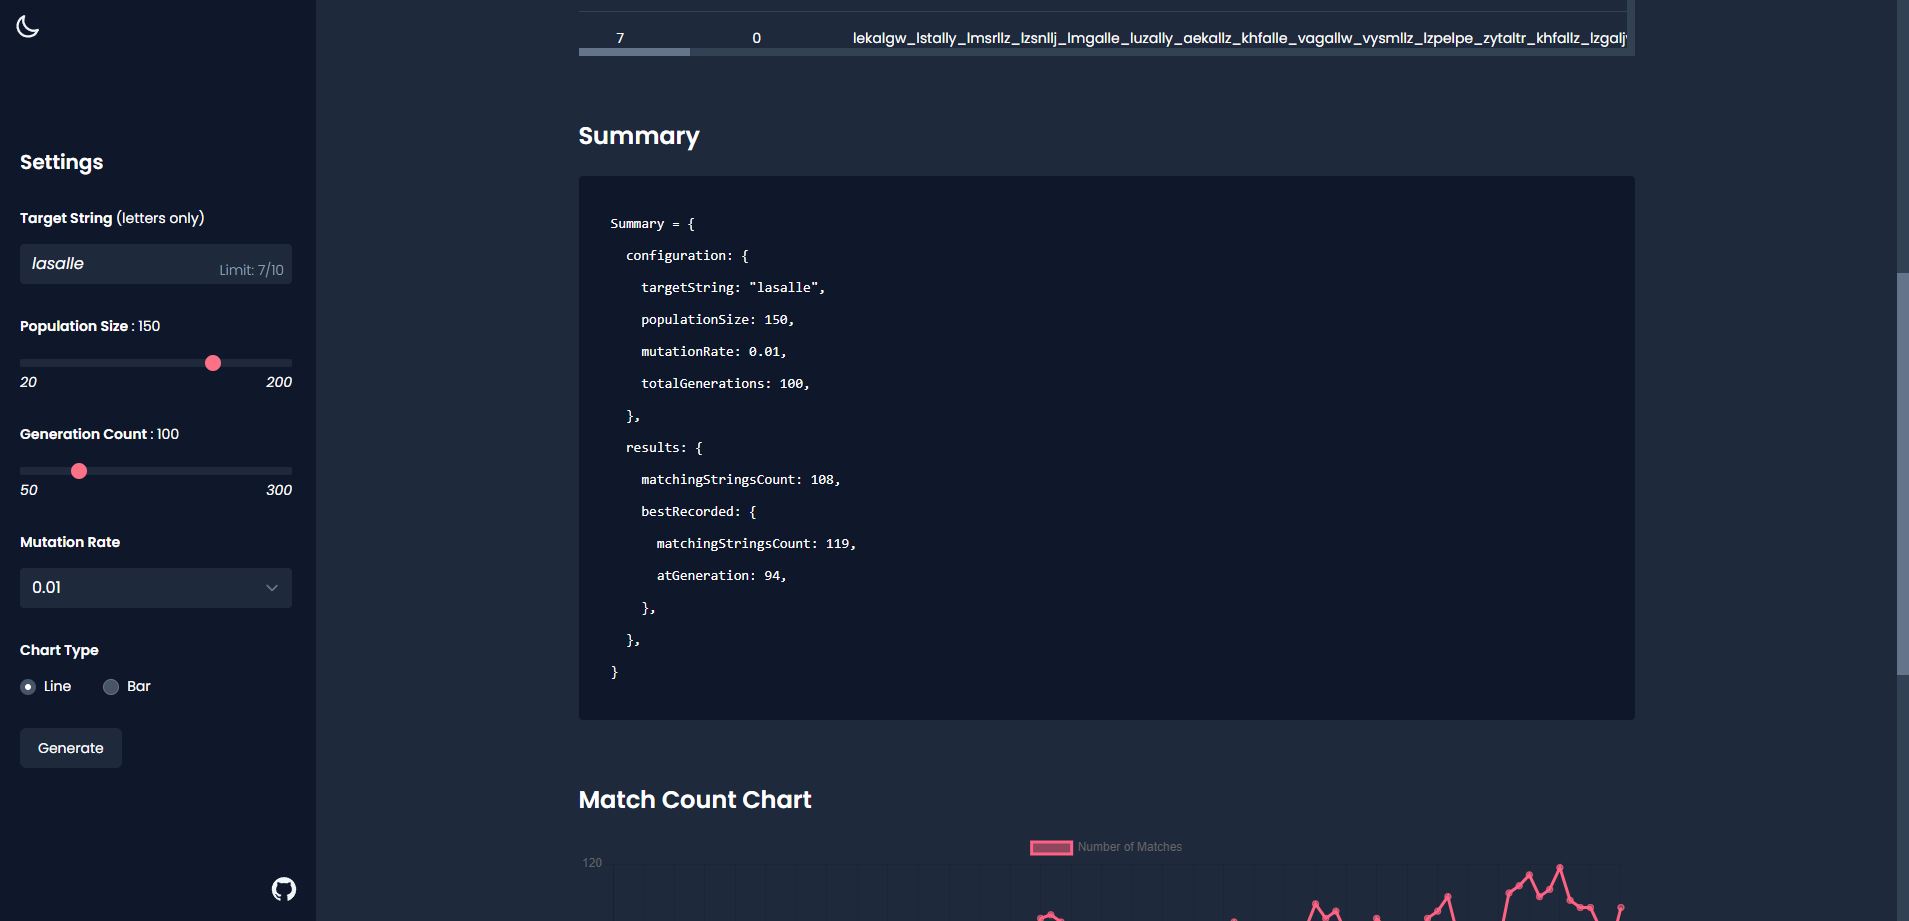 Settings
Target String (letters only)
lasalle
Limit: 7/10
Population Size : 150
20 200
Generation Count : 100
50 300
Mutation Rate
0.01
Chart Type
Line Bar
Generate
7 0 lekalgw_lstally_lmsrllz_lzsnllj_lmgalle_luzally_aekallz_khfalle_vagallw_vysmllz_lzpelpe_zytaltr_khfallz_lzgalj
Summary
Summary = {
configuration: {
targetString: "lasalle",
populationSize: 150,
mutationRate: 0.01,
totalGenerations: 100,
},
results: {
matchingStringsCount: 108,
bestRecorded: {
matchingStringsCount: 119,
atGeneration: 94,
},
},
}
Match Count Chart
Number of Matches
120